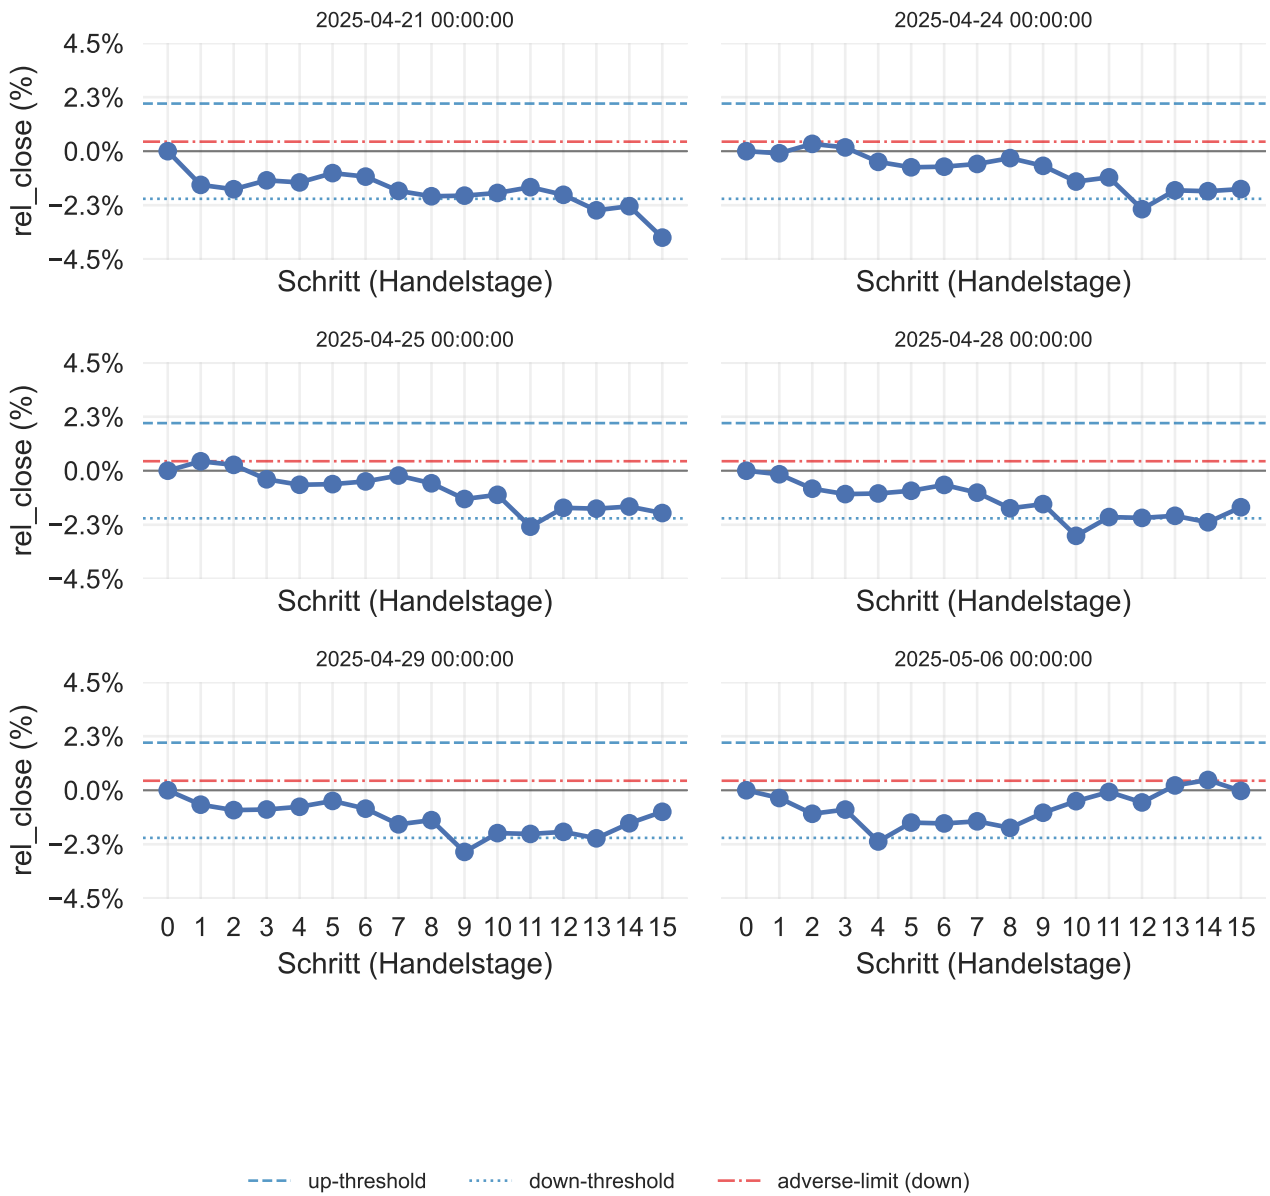 2025-04-21 00:00:00
2025-04-24 00:00:00
4.5%
2.3%
0.0%
−2.3%
−4.5%
rel_close (%)
Schritt (Handelstage)
Schritt (Handelstage)
2025-04-25 00:00:00
2025-04-28 00:00:00
4.5%
2.3%
0.0%
−2.3%
−4.5%
rel_close (%)
Schritt (Handelstage)
Schritt (Handelstage)
2025-04-29 00:00:00
2025-05-06 00:00:00
4.5%
2.3%
0.0%
−2.3%
−4.5%
rel_close (%)
0 1 2 3 4 5 6 7 8 9 10 11 12 13 14 15
0 1 2 3 4 5 6 7 8 9 10 11 12 13 14 15
Schritt (Handelstage)
Schritt (Handelstage)
up-threshold
down-threshold
adverse-limit (down)